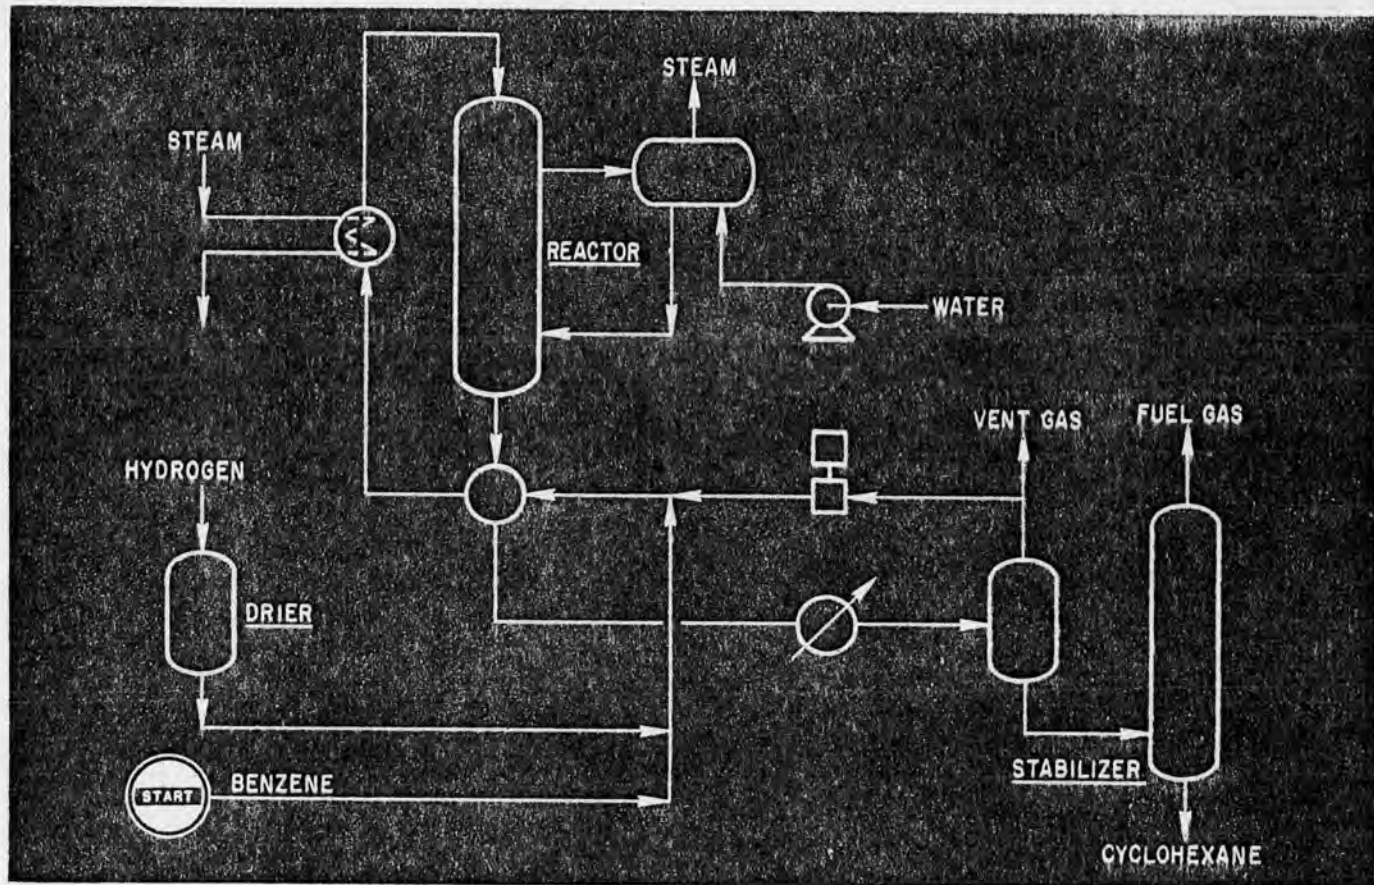 STEAM
STEAM
REACTOR
WATER
VENT GAS
FUEL GAS
HYDROGEN
DRIER
STABILIZER
BENZENE
START
CYCLOHEXANE